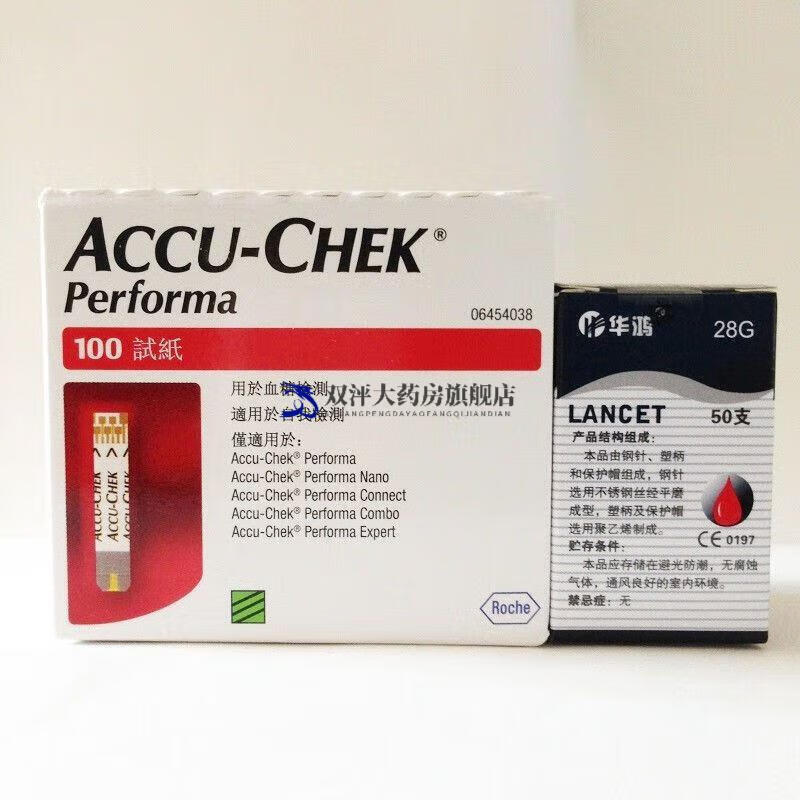 ACCU-CHEK®
Performa
06454038
100 試紙
用於血糖檢測
適用於自我檢測
僅適用於：
Accu-Chek® Performa
Accu-Chek® Performa Nano
Accu-Chek® Performa Connect
Accu-Chek® Performa Combo
Accu-Chek® Performa Expert
ACCU-CHEK
ACCU-CHEK
ACCU-CHEK
Roche
双泙大药房旗舰店
SHUANGPENGDAYAOFANGQIJIANDIAN
华鸿
28G
LANCET 50支
产品结构组成：
本品由钢针、塑柄
和保护帽组成，钢针
选用不锈钢丝经平磨
成型，塑柄及保护帽
选用聚乙烯制成。
CE 0197
贮存条件：
本品应存储在避光防潮，无腐蚀
气体，通风良好的室内环境。
禁忌症：无